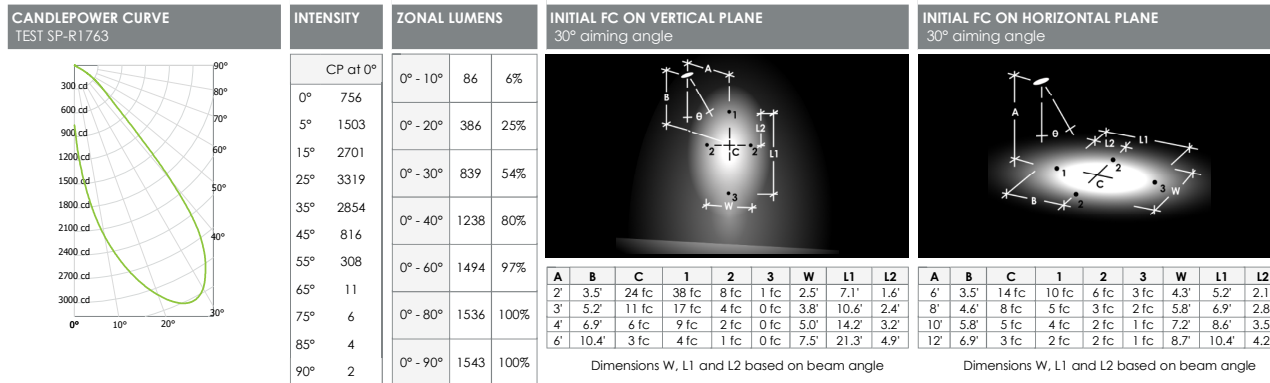 CANDLEPOWER CURVE
TEST SP-R1763
90°
80°
70°
60°
50°
40°
30°
300 cd
600 cd
900 cd
1200 cd
1500 cd
1800 cd
2100 cd
2400 cd
2700 cd
3000 cd
0° 10° 20°
INTENSITY
CP at 0°
0° 756
5° 1503
15° 2701
25° 3319
35° 2854
45° 816
55° 308
65° 11
75° 6
85° 4
90° 2
ZONAL LUMENS
0° - 10° 86 6%
0° - 20° 386 25%
0° - 30° 839 54%
0° - 40° 1238 80%
0° - 60° 1494 97%
0° - 80° 1536 100%
0° - 90° 1543 100%
INITIAL FC ON VERTICAL PLANE
30° aiming angle
A
B
θ
1
L2
2 C 2
L1
3
W
A B C 1 2 3 W L1 L2
2' 3.5' 24 fc 38 fc 8 fc 1 fc 2.5' 7.1' 1.6'
3' 5.2' 11 fc 17 fc 4 fc 0 fc 3.8' 10.6' 2.4'
4' 6.9' 6 fc 9 fc 2 fc 0 fc 5.0' 14.2' 3.2'
6' 10.4' 3 fc 4 fc 1 fc 0 fc 7.5' 21.3' 4.9'
Dimensions W, L1 and L2 based on beam angle
INITIAL FC ON HORIZONTAL PLANE
30° aiming angle
A
θ
L2 L1
2
1
C
3
W
B
2
A B C 1 2 3 W L1 L2
6' 3.5' 14 fc 10 fc 6 fc 3 fc 4.3' 5.2' 2.1
8' 4.6' 8 fc 5 fc 3 fc 2 fc 5.8' 6.9' 2.8
10' 5.8' 5 fc 4 fc 2 fc 1 fc 7.2' 8.6' 3.5
12' 6.9' 3 fc 2 fc 2 fc 1 fc 8.7' 10.4' 4.2
Dimensions W, L1 and L2 based on beam angle